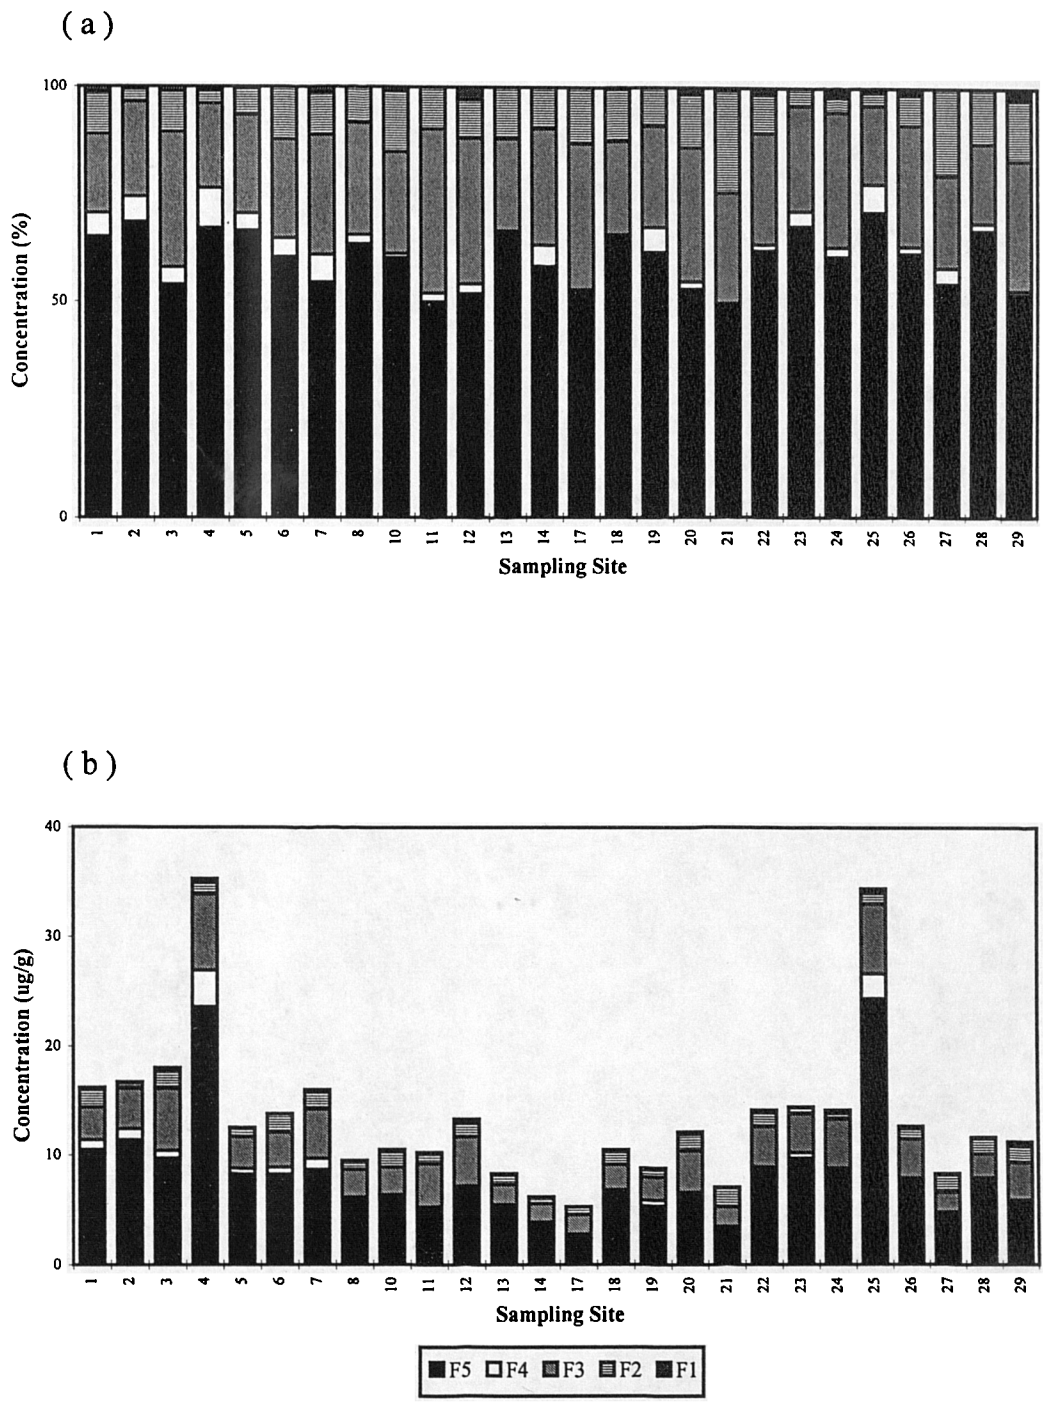 ( a )
100
50
0
Concentration (%)
1 2 3 4 5 6 7 8 10 11 12 13 14 17 18 19 20 21 22 23 24 25 26 27 28 29
Sampling Site
( b )
40
30
20
10
0
Concentration (ug/g)
1 2 3 4 5 6 7 8 10 11 12 13 14 17 18 19 20 21 22 23 24 25 26 27 28 29
Sampling Site
F5 F4 F3 F2 F1